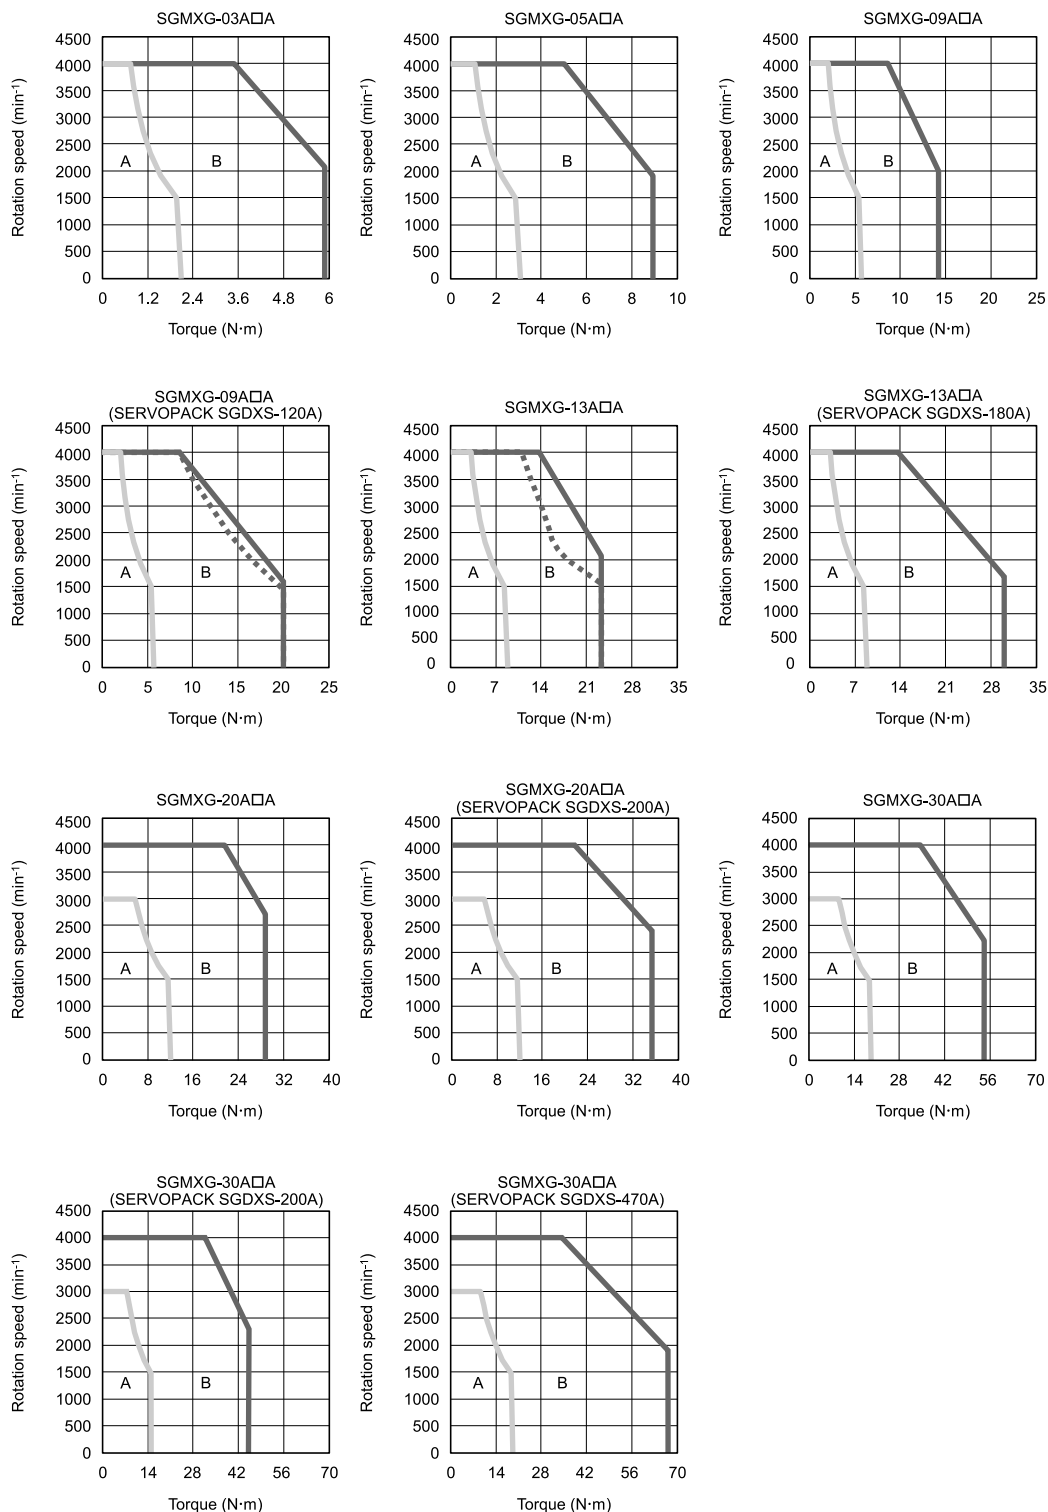 SGMXG-03A□A
Rotation speed (min⁻¹)
4500
4000
3500
3000
2500
2000
1500
1000
500
0
A
B
0 1.2 2.4 3.6 4.8 6
Torque (N·m)
SGMXG-05A□A
Rotation speed (min⁻¹)
4500
4000
3500
3000
2500
2000
1500
1000
500
0
A
B
0 2 4 6 8 10
Torque (N·m)
SGMXG-09A□A
Rotation speed (min⁻¹)
4500
4000
3500
3000
2500
2000
1500
1000
500
0
A
B
0 5 10 15 20 25
Torque (N·m)
SGMXG-09A□A
(SERVOPACK SGDXS-120A)
Rotation speed (min⁻¹)
4500
4000
3500
3000
2500
2000
1500
1000
500
0
A
B
0 5 10 15 20 25
Torque (N·m)
SGMXG-13A□A
Rotation speed (min⁻¹)
4500
4000
3500
3000
2500
2000
1500
1000
500
0
A
B
0 7 14 21 28 35
Torque (N·m)
SGMXG-13A□A
(SERVOPACK SGDXS-180A)
Rotation speed (min⁻¹)
4500
4000
3500
3000
2500
2000
1500
1000
500
0
A
B
0 7 14 21 28 35
Torque (N·m)
SGMXG-20A□A
Rotation speed (min⁻¹)
4500
4000
3500
3000
2500
2000
1500
1000
500
0
A
B
0 8 16 24 32 40
Torque (N·m)
SGMXG-20A□A
(SERVOPACK SGDXS-200A)
Rotation speed (min⁻¹)
4500
4000
3500
3000
2500
2000
1500
1000
500
0
A
B
0 8 16 24 32 40
Torque (N·m)
SGMXG-30A□A
Rotation speed (min⁻¹)
4500
4000
3500
3000
2500
2000
1500
1000
500
0
A
B
0 14 28 42 56 70
Torque (N·m)
SGMXG-30A□A
(SERVOPACK SGDXS-200A)
Rotation speed (min⁻¹)
4500
4000
3500
3000
2500
2000
1500
1000
500
0
A
B
0 14 28 42 56 70
Torque (N·m)
SGMXG-30A□A
(SERVOPACK SGDXS-470A)
Rotation speed (min⁻¹)
4500
4000
3500
3000
2500
2000
1500
1000
500
0
A
B
0 14 28 42 56 70
Torque (N·m)